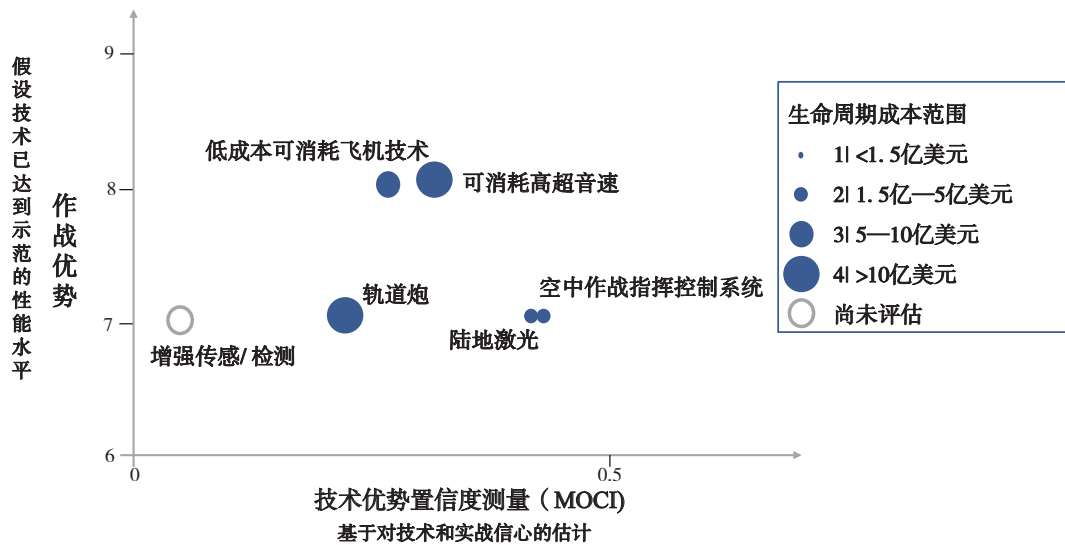 假设技术已达到示范的性能水平
作战优势
9
8
7
6
0
0.5
低成本可消耗飞机技术
可消耗高超音速
轨道炮
空中作战指挥控制系统
陆地激光
增强传感/检测
技术优势置信度测量（MOCI)
基于对技术和实战信心的估计
生命周期成本范围
1| <1. 5亿美元
2| 1. 5亿—5亿美元
3| 5—10亿美元
4| >10亿美元
尚未评估